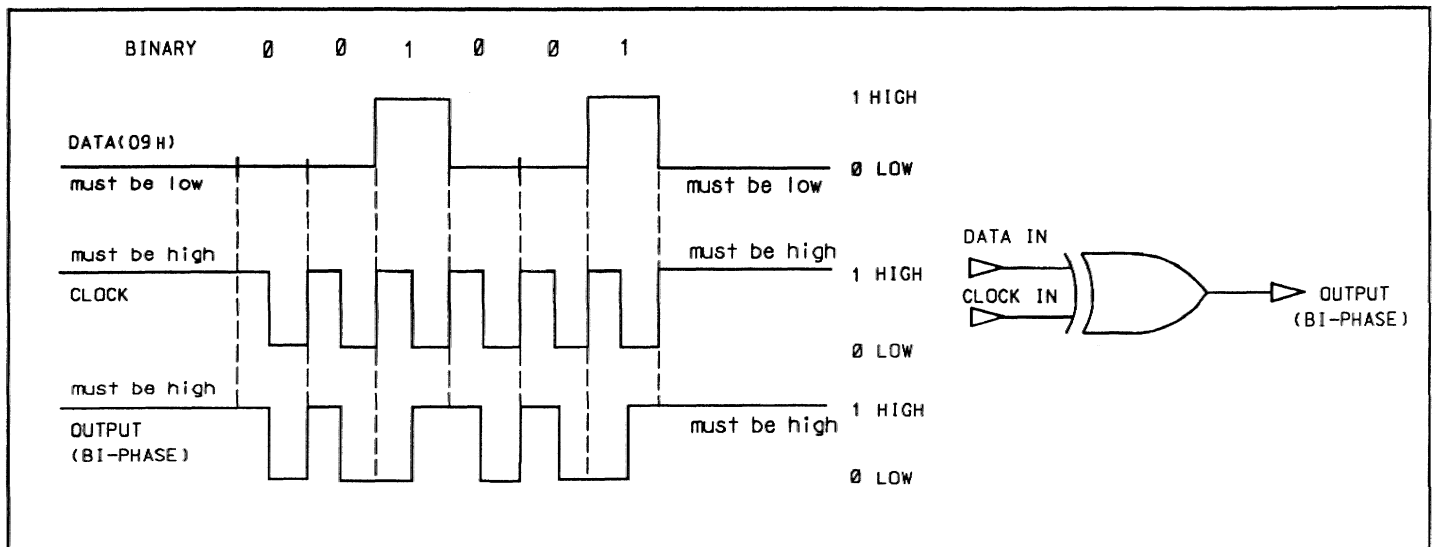 BINARY 0 0 1 0 0 1
1 HIGH
DATA(09H)
0 LOW
must be low
must be low
must be high
must be high
DATA IN
1 HIGH
CLOCK
CLOCK IN
OUTPUT
(BI-PHASE)
0 LOW
must be high
1 HIGH
must be high
OUTPUT
(BI-PHASE)
0 LOW